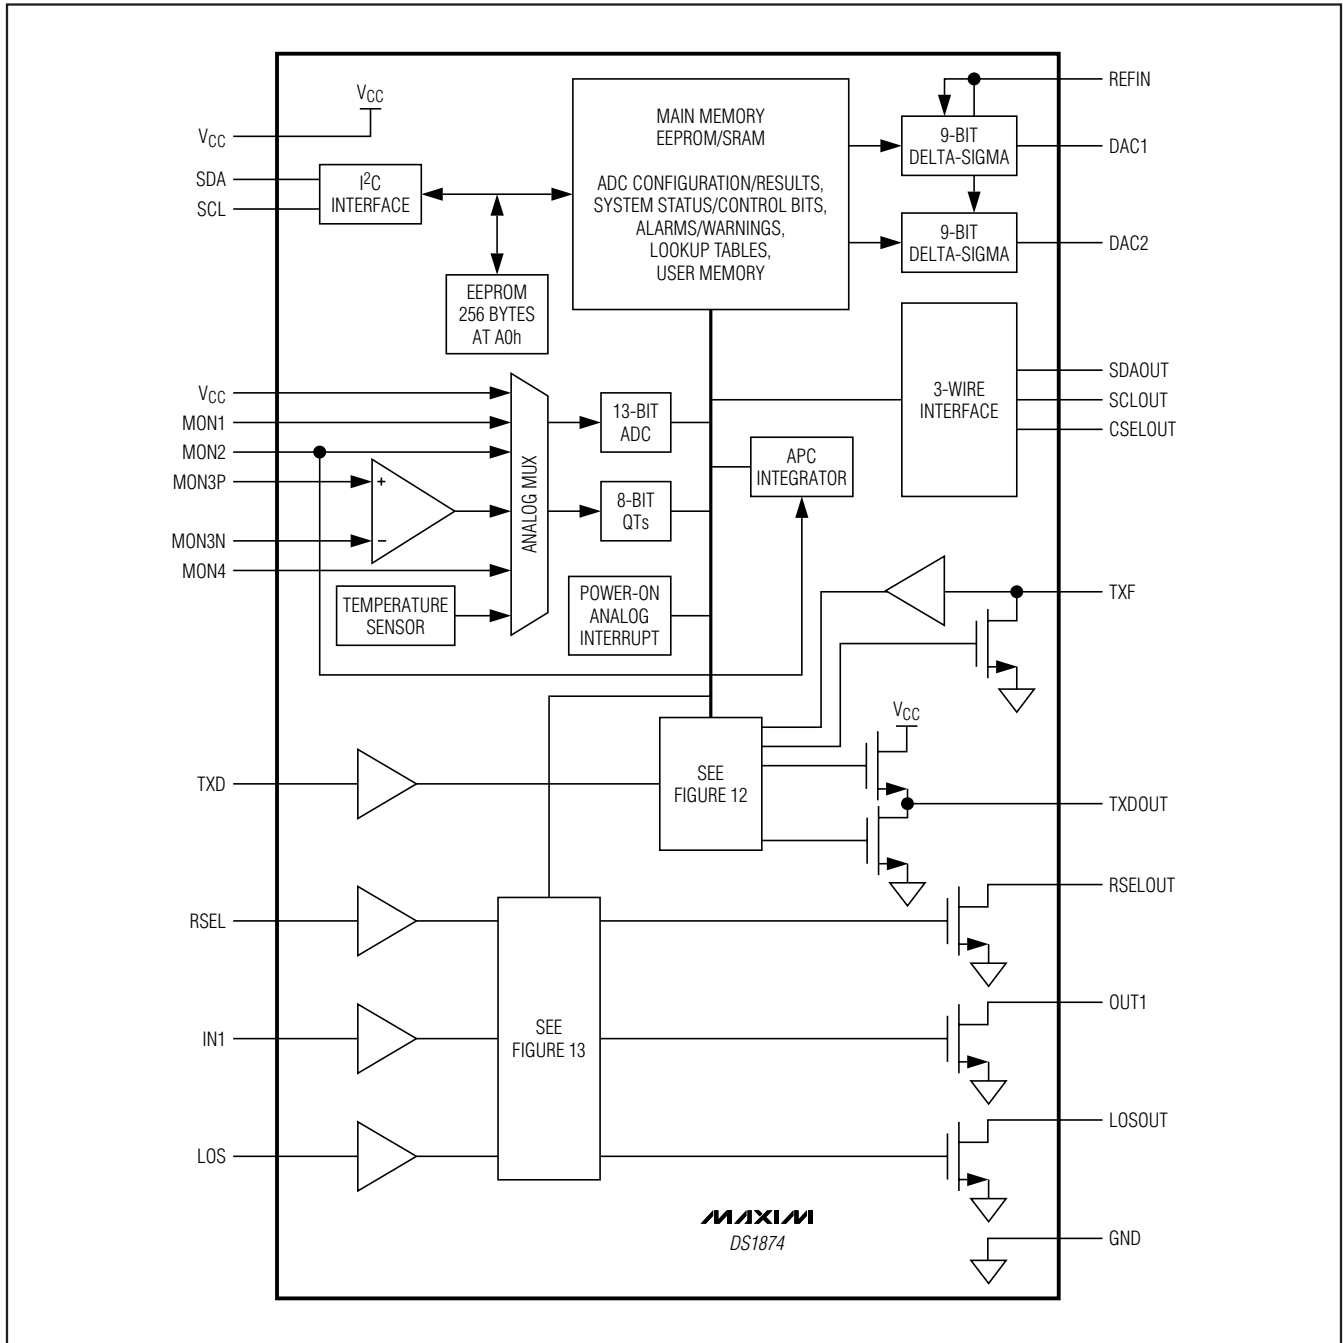 V_CC
REFIN
V_CC
SDA
SCL
I²C
INTERFACE
MAIN MEMORY
EEPROM/SRAM
ADC CONFIGURATION/RESULTS,
SYSTEM STATUS/CONTROL BITS,
ALARMS/WARNINGS,
LOOKUP TABLES,
USER MEMORY
9-BIT
DELTA-SIGMA
DAC1
9-BIT
DELTA-SIGMA
DAC2
EEPROM
256 BYTES
AT A0h
V_CC
MON1
MON2
MON3P
MON3N
MON4
+
−
ANALOG MUX
13-BIT
ADC
8-BIT
QTs
TEMPERATURE
SENSOR
POWER-ON
ANALOG
INTERRUPT
APC
INTEGRATOR
3-WIRE
INTERFACE
SDAOUT
SCLOUT
CSELOUT
TXF
V_CC
TXD
SEE
FIGURE 12
TXDOUT
RSEL
RSELOUT
IN1
SEE
FIGURE 13
OUT1
LOS
LOSOUT
MAXIM
DS1874
GND